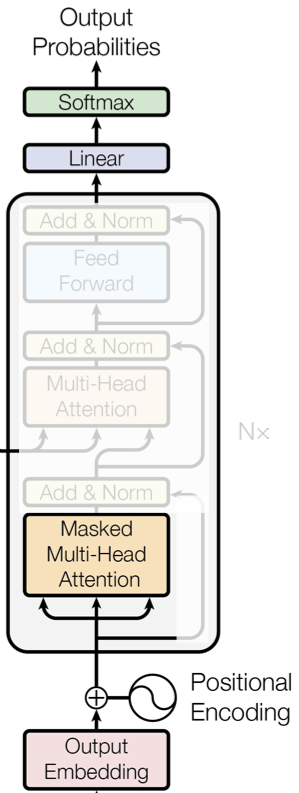 Output
Probabilities
Softmax
Linear
Add & Norm
Feed
Forward
Add & Norm
Multi-Head
Attention
N×
Add & Norm
Masked
Multi-Head
Attention
Positional
Encoding
Output
Embedding